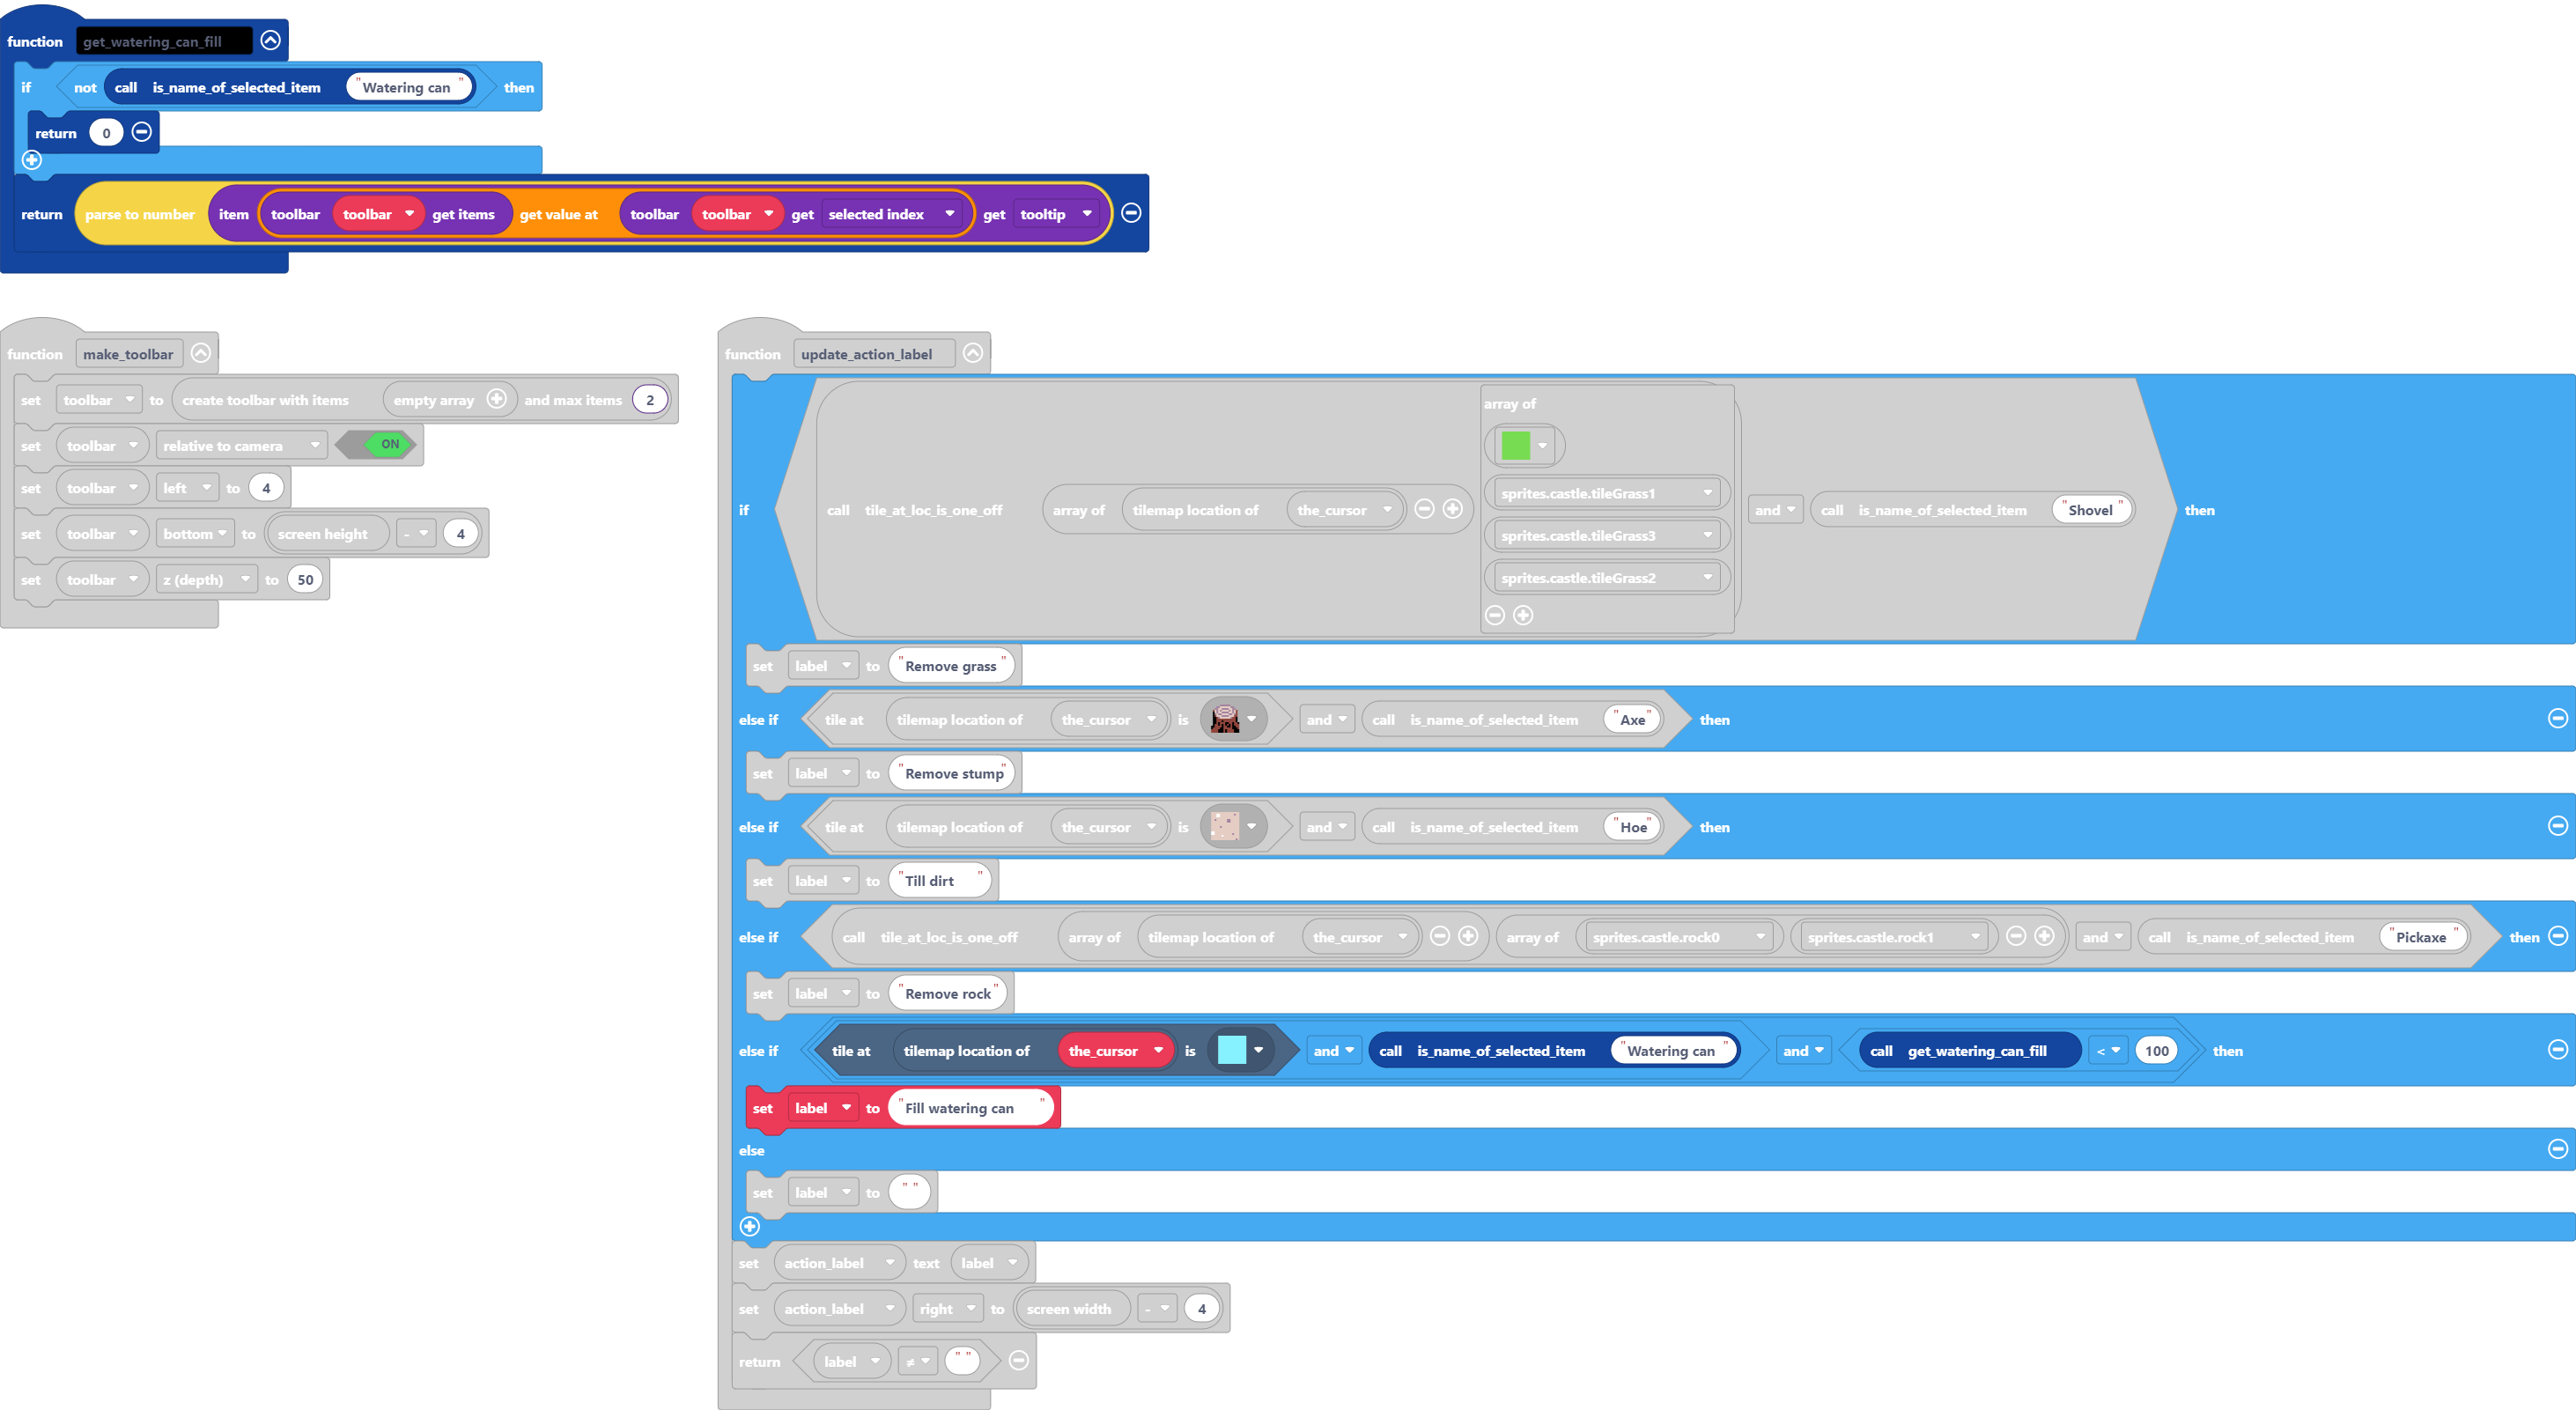 function get_watering_can_fill
if not call is_name_of_selected_item "Watering can" then
return 0
return parse to number item toolbar toolbar get items get value at toolbar toolbar get selected index get tooltip
function make_toolbar
set toolbar to create toolbar with items empty array and max items 2
set toolbar relative to camera ON
set toolbar left to 4
set toolbar bottom to screen height - 4
set toolbar z (depth) to 50
function update_action_label
if call tile_at_loc_is_one_off array of tilemap location of the_cursor array of
sprites.castle.tileGrass1
sprites.castle.tileGrass3
sprites.castle.tileGrass2
and call is_name_of_selected_item "Shovel" then
set label to "Remove grass"
else if tile at tilemap location of the_cursor is and call is_name_of_selected_item "Axe" then
set label to "Remove stump"
else if tile at tilemap location of the_cursor is and call is_name_of_selected_item "Hoe" then
set label to "Till dirt"
else if call tile_at_loc_is_one_off array of tilemap location of the_cursor array of sprites.castle.rock0 sprites.castle.rock1 and call is_name_of_selected_item "Pickaxe" then
set label to "Remove rock"
else if tile at tilemap location of the_cursor is and call is_name_of_selected_item "Watering can" and call get_watering_can_fill < 100 then
set label to "Fill watering can"
else
set label to " "
set action_label text label
set action_label right to screen width - 4
return label ≠ " "